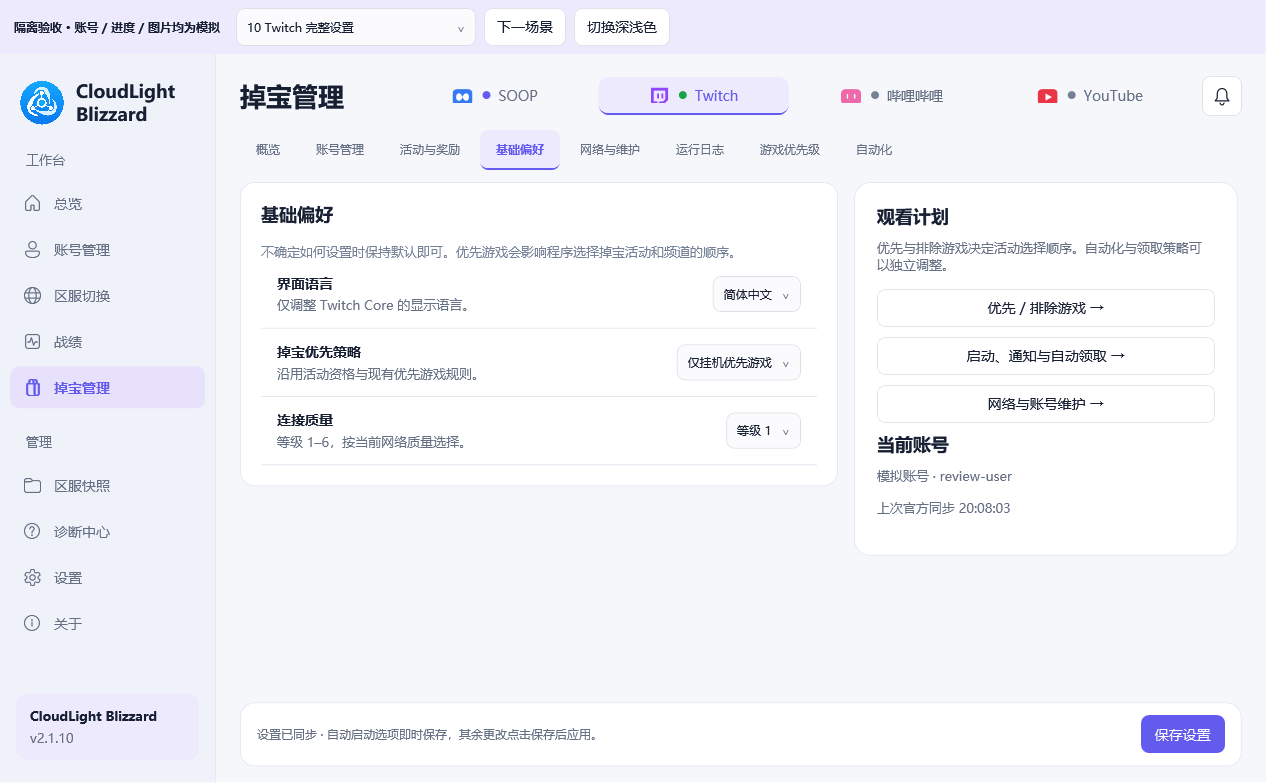 隔离验收 • 账号 / 进度 / 图片均为模拟
10 Twitch 完整设置
下一场景
切换深浅色
CloudLight
Blizzard
工作台
总览
账号管理
区服切换
战绩
掉宝管理
管理
区服快照
诊断中心
设置
关于
CloudLight Blizzard
v2.1.10
掉宝管理
SOOP
Twitch
哔哩哔哩
YouTube
概览
账号管理
活动与奖励
基础偏好
网络与维护
运行日志
游戏优先级
自动化
基础偏好
不确定如何设置时保持默认即可。优先游戏会影响程序选择掉宝活动和频道的顺序。
界面语言
仅调整 Twitch Core 的显示语言。
简体中文
掉宝优先策略
沿用活动资格与现有优先游戏规则。
仅挂机优先游戏
连接质量
等级 1–6，按当前网络质量选择。
等级 1
观看计划
优先与排除游戏决定活动选择顺序。自动化与领取策略可
以独立调整。
优先 / 排除游戏 →
启动、通知与自动领取 →
网络与账号维护 →
当前账号
模拟账号 · review-user
上次官方同步 20:08:03
设置已同步 · 自动启动选项即时保存，其余更改点击保存后应用。
保存设置